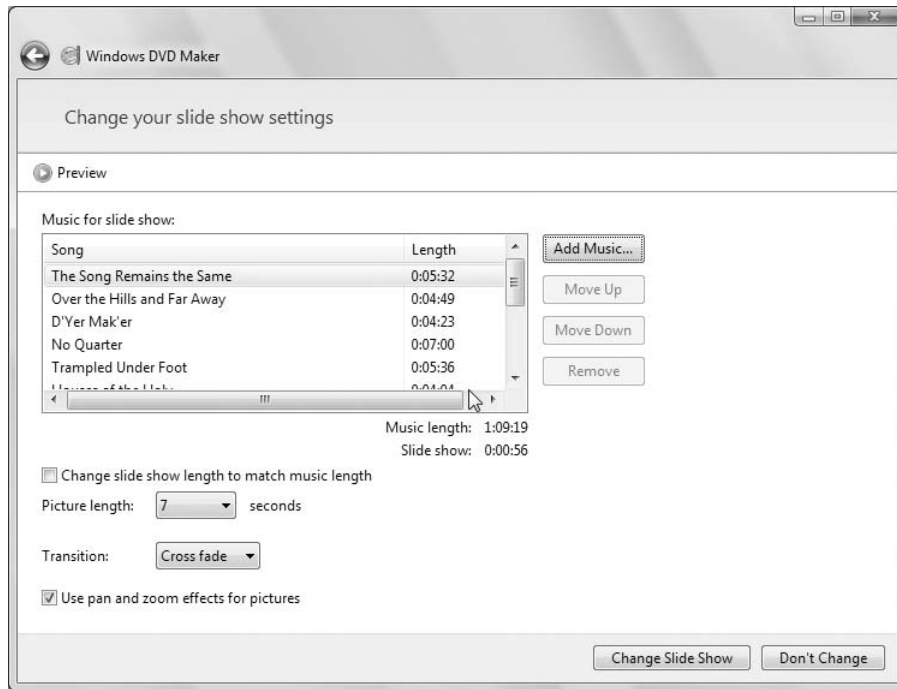 Windows DVD Maker
Change your slide show settings
Preview
Music for slide show:
Song Length
The Song Remains the Same 0:05:32
Over the Hills and Far Away 0:04:49
D'Yer Mak'er 0:04:23
No Quarter 0:07:00
Trampled Under Foot 0:05:36
Add Music...
Move Up
Move Down
Remove
Music length: 1:09:19
Slide show: 0:00:56
Change slide show length to match music length
Picture length: 7 seconds
Transition: Cross fade
Use pan and zoom effects for pictures
Change Slide Show Don't Change